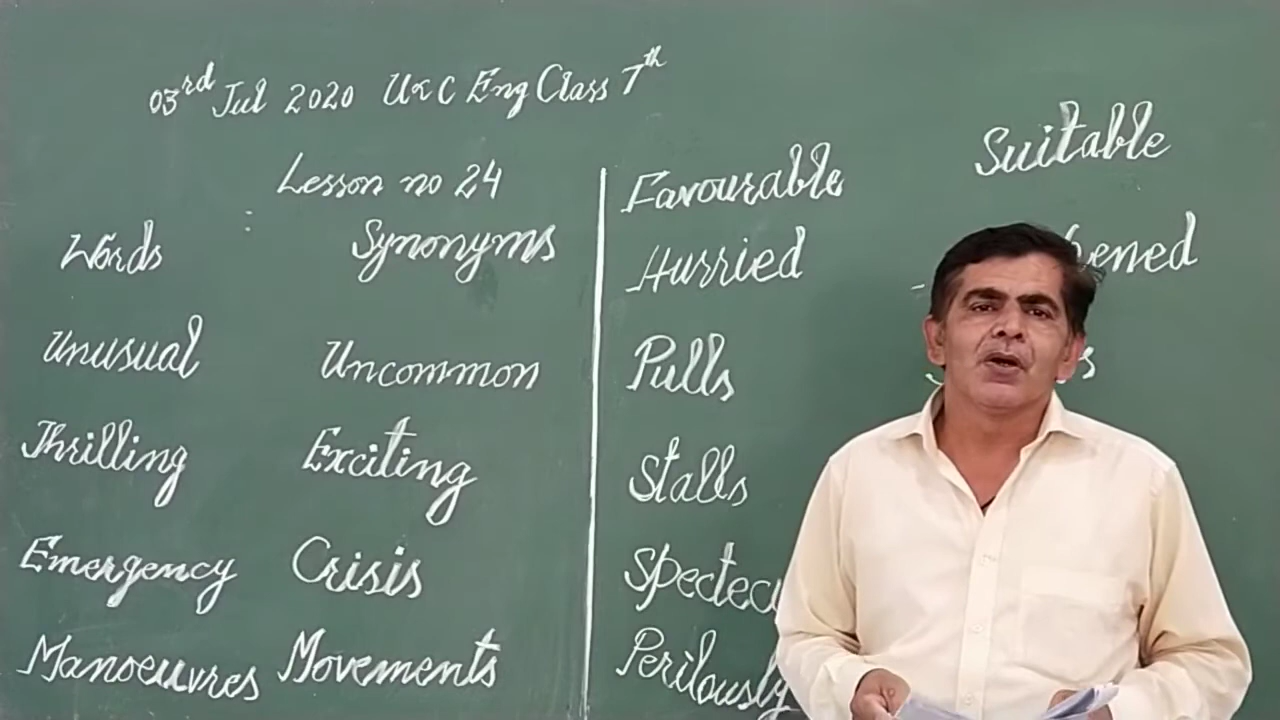 03rd Jul 2020 U&C Eng Class 7th
Lesson no 24
Words : Synonyms
Unusual Uncommon
Thrilling Exciting
Emergency Crisis
Manoeuvres Movements
Favourable Suitable
Hurried
Pulls
Stalls
Perilously